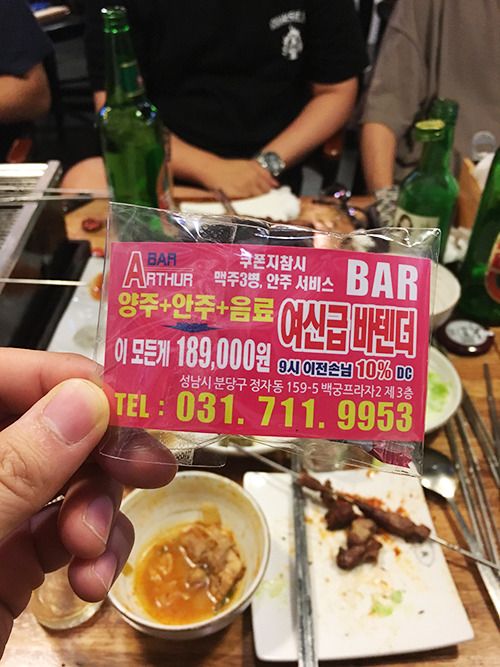 BAR
ARTHUR
쿠폰지참시
맥주3병, 안주 서비스
BAR
양주+안주+음료
여신급 바텐더
이 모든게 189,000원
9시 이전손님 10% DC
성남시 분당구 정자동 159-5 백궁프라자2 제 3층
TEL : 031. 711. 9953